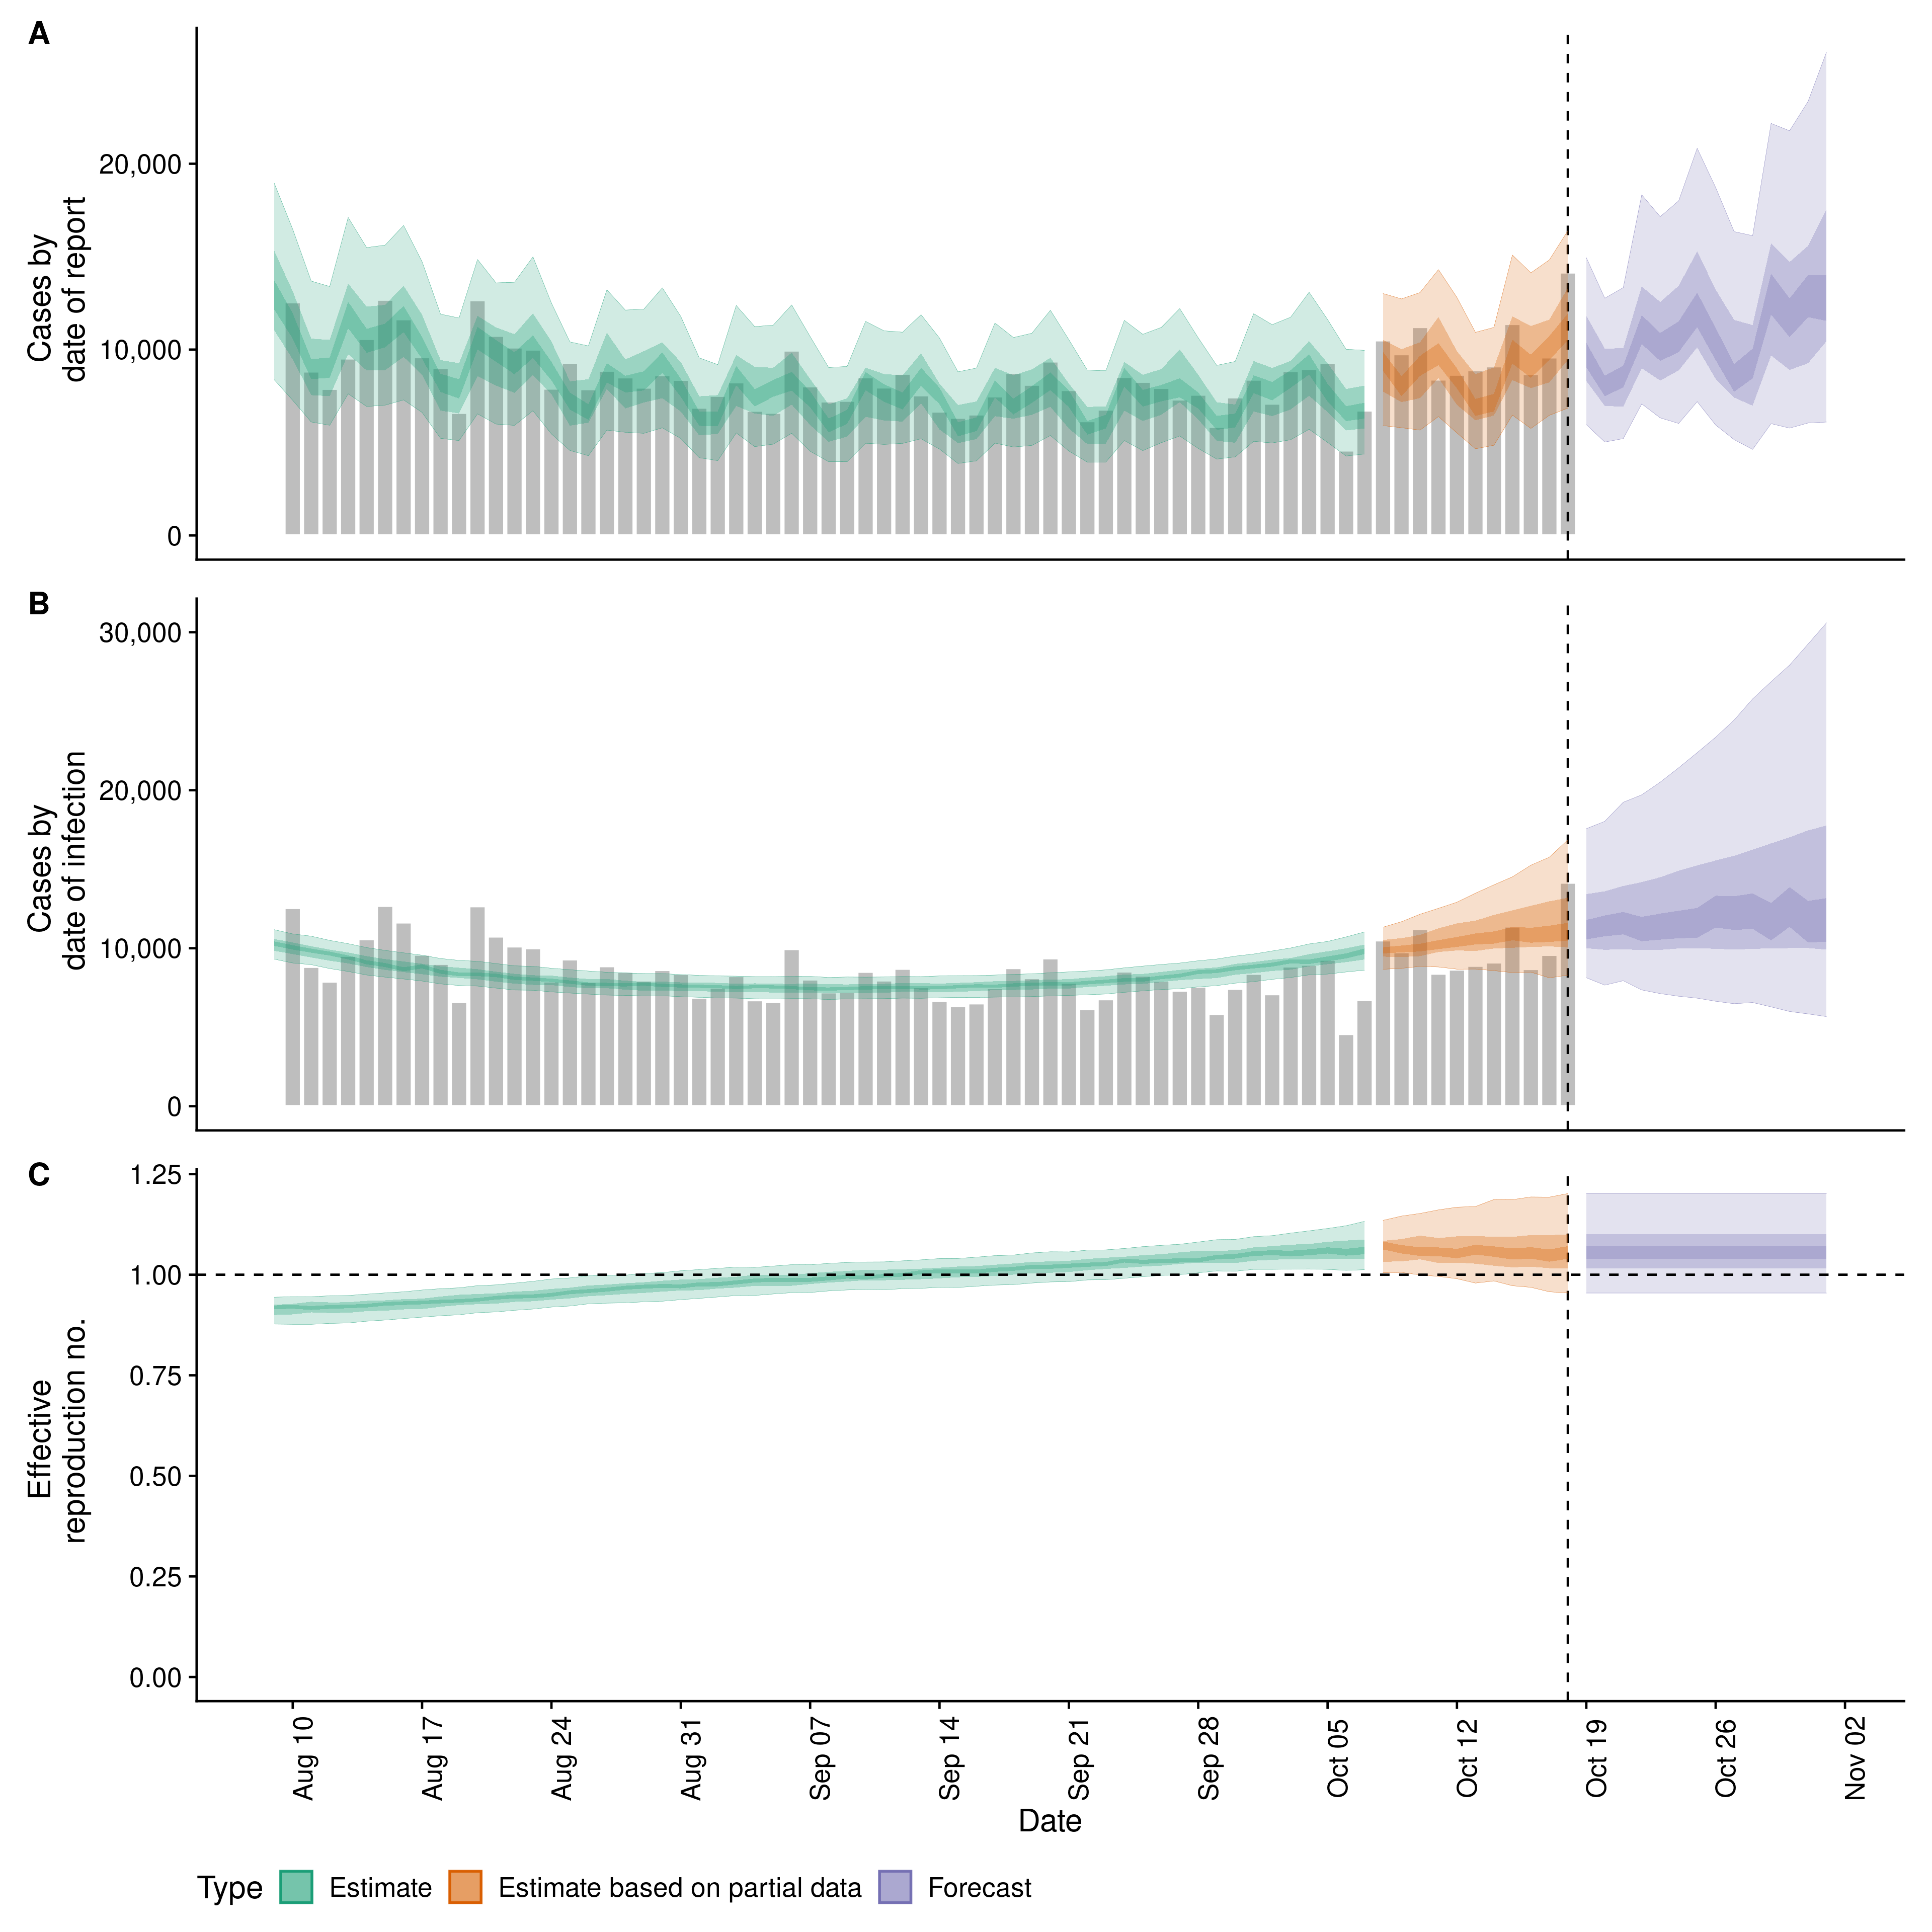 A
Cases by
date of report
20,000
10,000
0
B
Cases by
date of infection
30,000
20,000
10,000
0
C
Effective
reproduction no.
1.25
1.00
0.75
0.50
0.25
0.00
Aug 10
Aug 17
Aug 24
Aug 31
Sep 07
Sep 14
Sep 21
Sep 28
Oct 05
Oct 12
Oct 19
Oct 26
Nov 02
Date
Type Estimate Estimate based on partial data Forecast